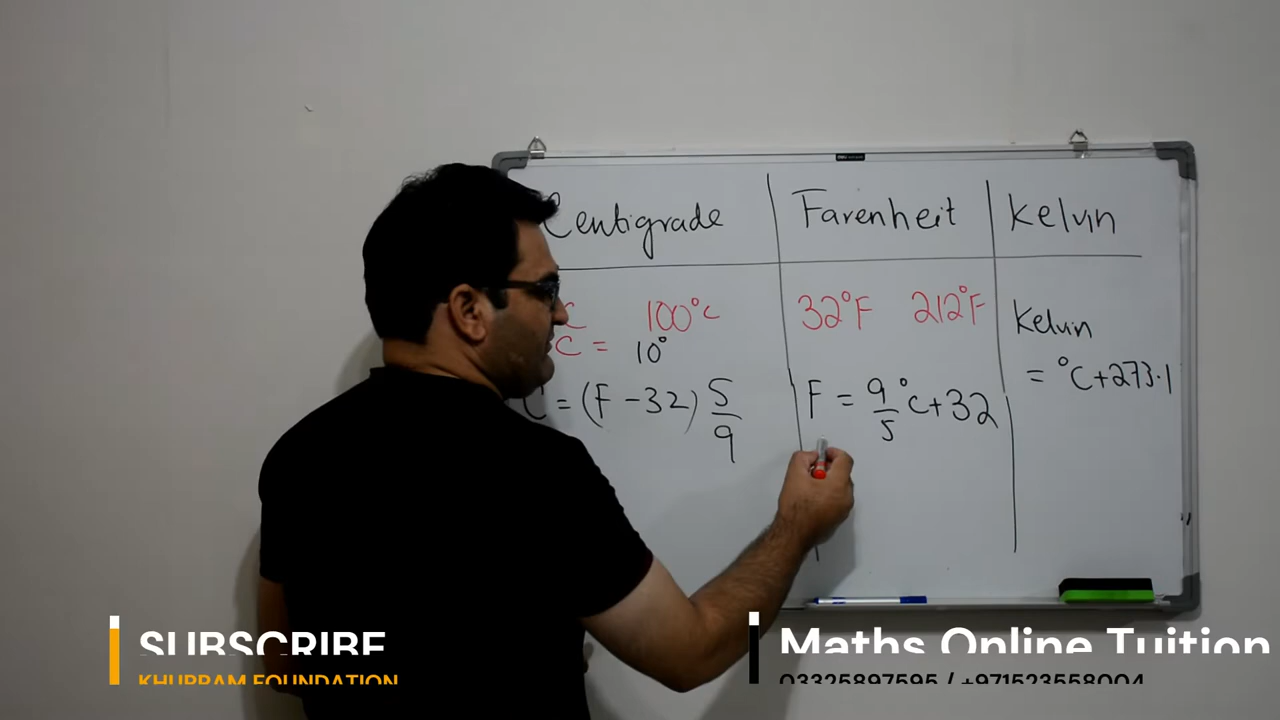 Centigrade Farenheit Kelvin
C 100°C 32°F 212°F
C = 10°
Kelvin
= °C+273.1
C = (F - 32) 5/9
F = 9/5 °C + 32
SUBSCRIBE
KHURRAM FOUNDATION
Maths Online Tuition
03325897595 / +971523558004